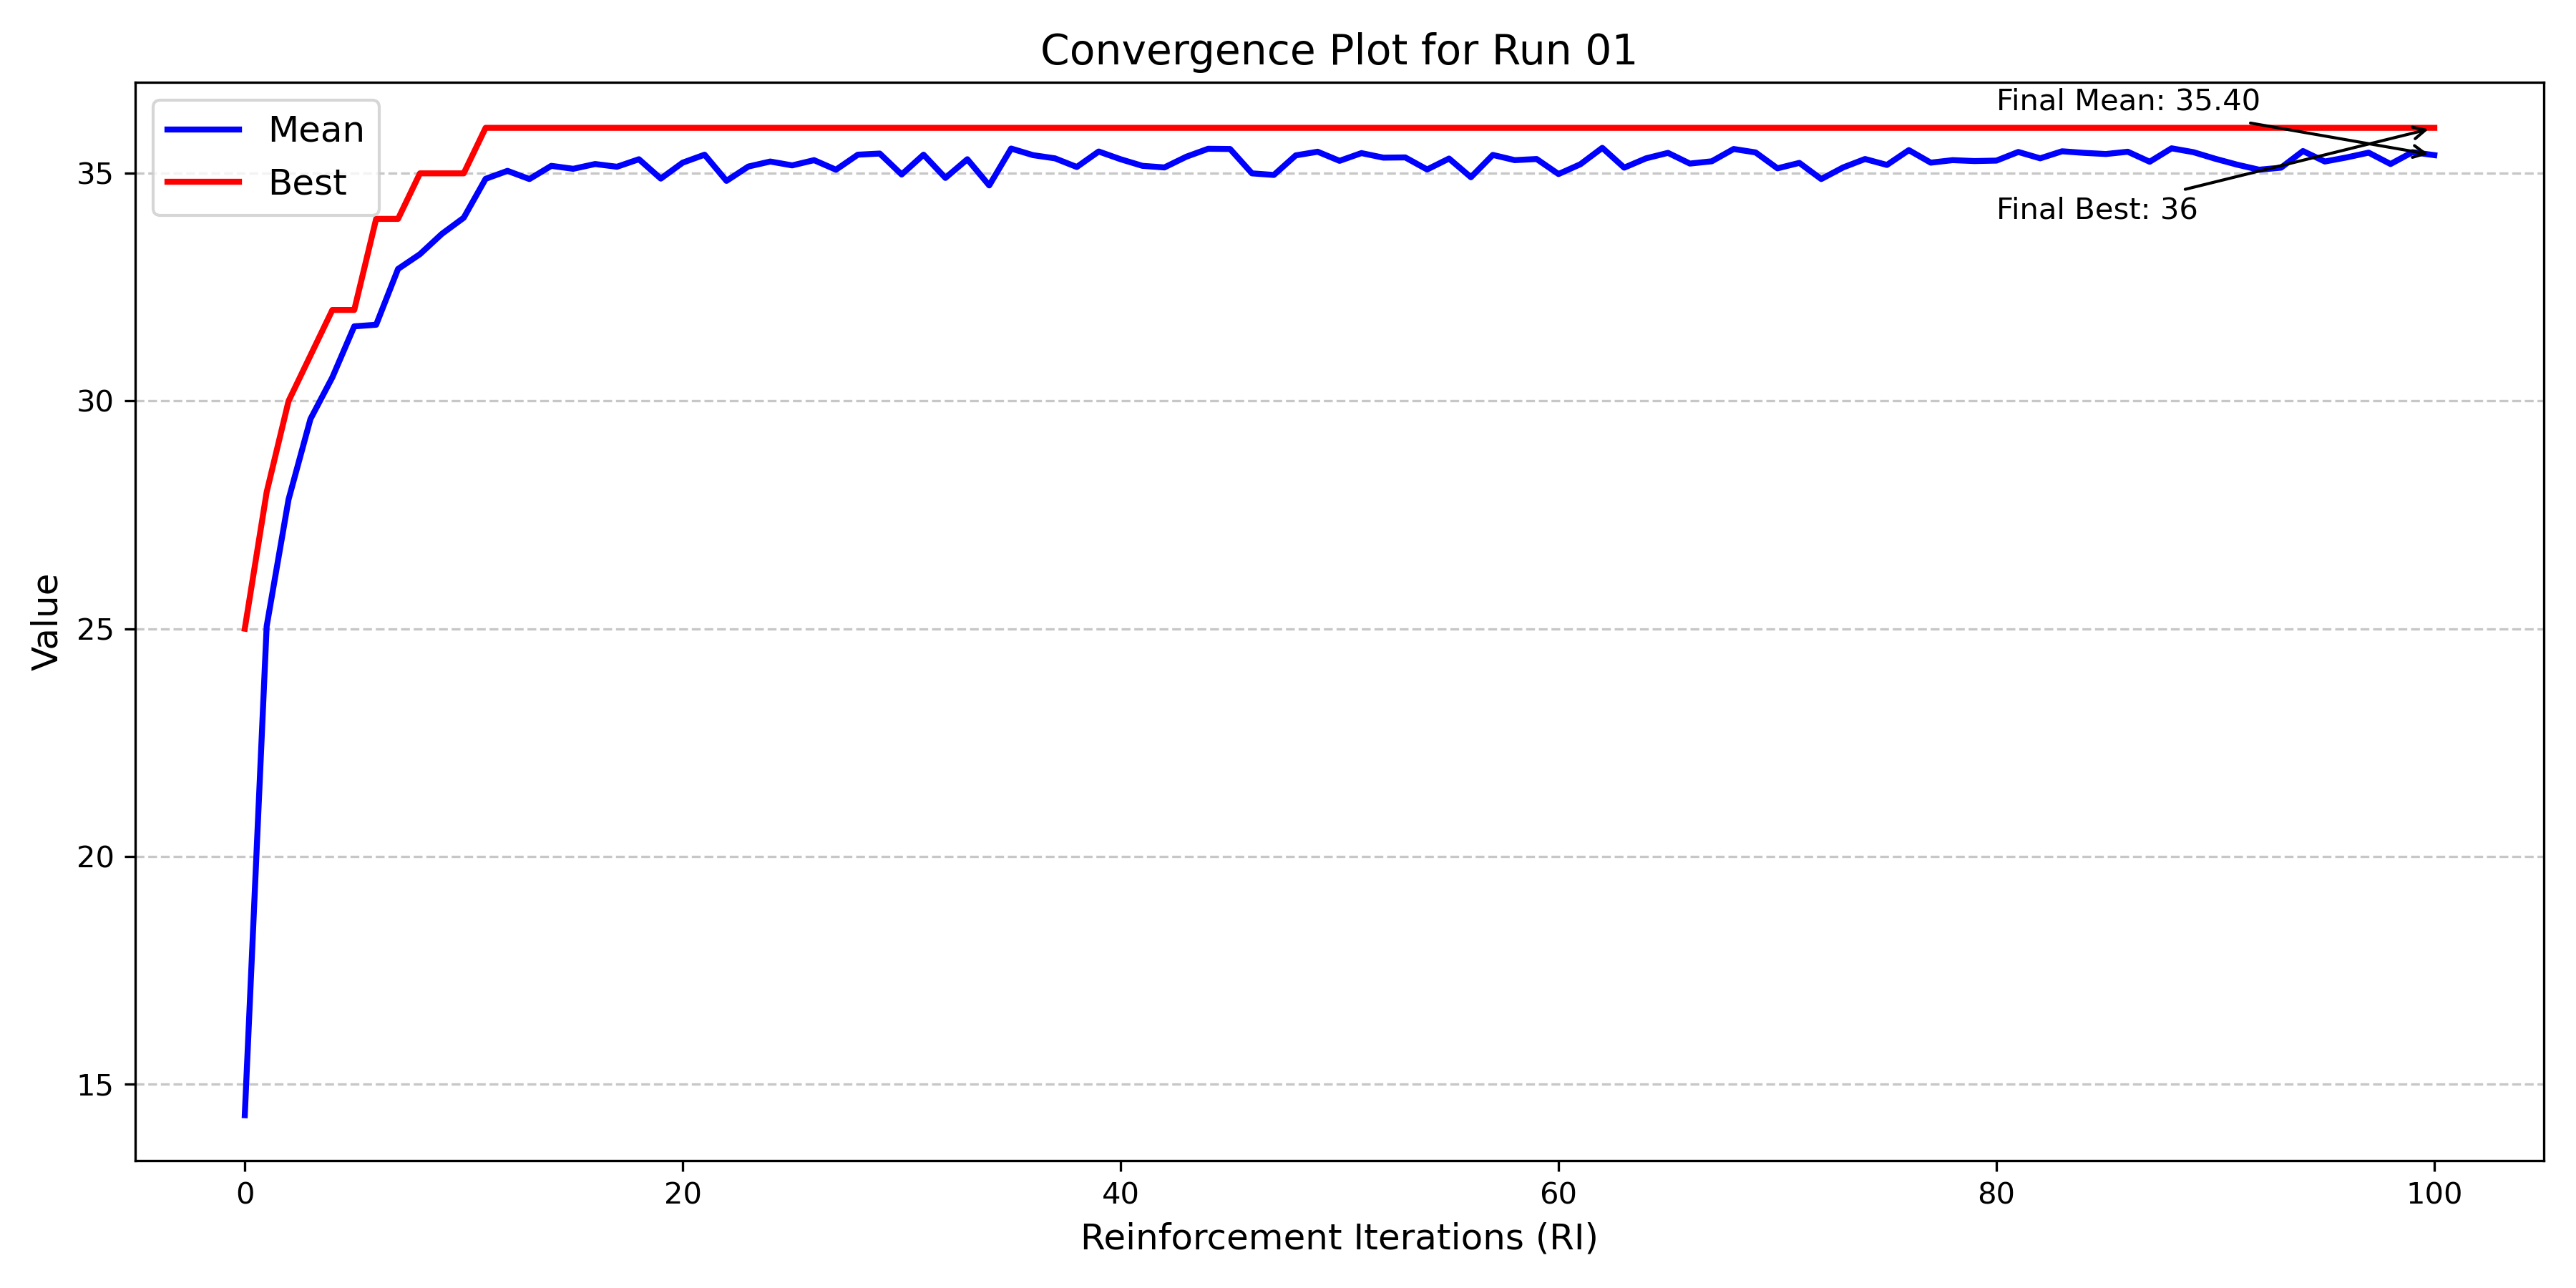 Convergence Plot for Run 01
Mean
Best
Final Mean: 35.40
Final Best: 36
Value
35
30
25
20
15
0
20
40
60
80
100
Reinforcement Iterations (RI)